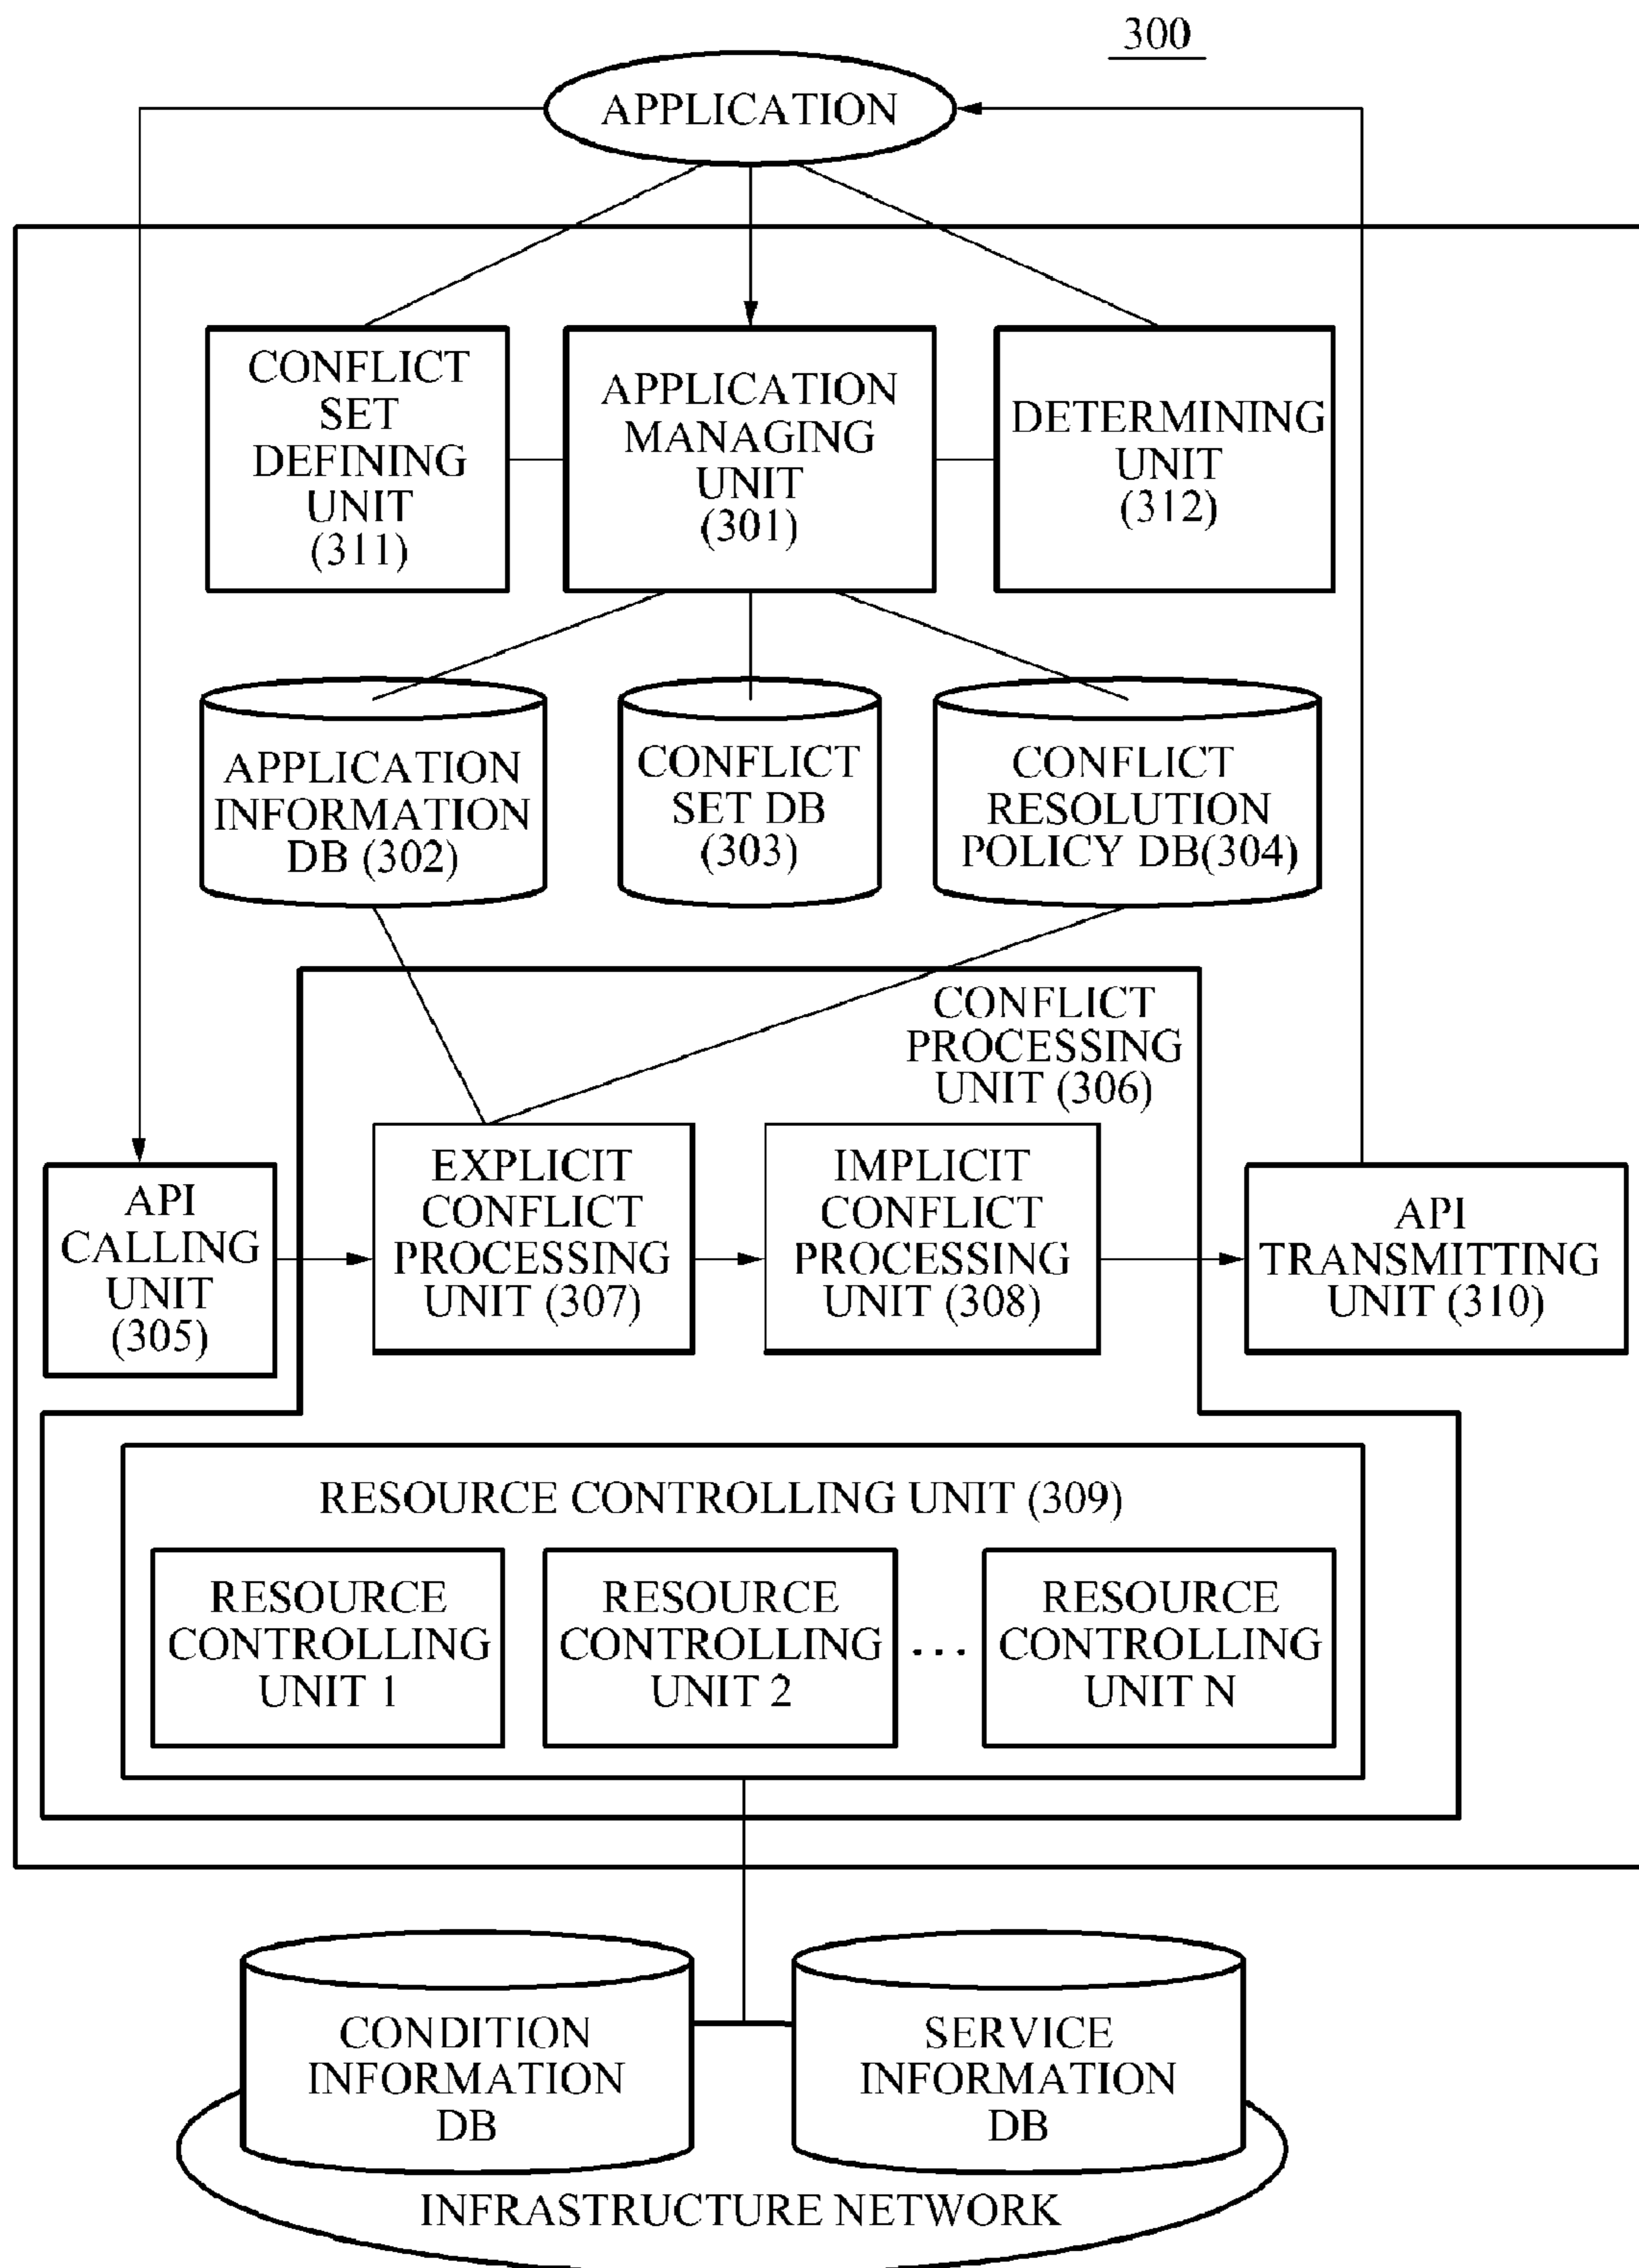 300
APPLICATION
CONFLICT
SET
DEFINING
UNIT
(311)
APPLICATION
MANAGING
UNIT
(301)
DETERMINING
UNIT
(312)
APPLICATION
INFORMATION
DB (302)
CONFLICT
SET DB
(303)
CONFLICT
RESOLUTION
POLICY DB(304)
CONFLICT
PROCESSING
UNIT (306)
API
CALLING
UNIT
(305)
EXPLICIT
CONFLICT
PROCESSING
UNIT (307)
IMPLICIT
CONFLICT
PROCESSING
UNIT (308)
API
TRANSMITTING
UNIT (310)
RESOURCE CONTROLLING UNIT (309)
RESOURCE
CONTROLLING
UNIT 1
RESOURCE
CONTROLLING
UNIT 2
...
RESOURCE
CONTROLLING
UNIT N
CONDITION
INFORMATION
DB
SERVICE
INFORMATION
DB
INFRASTRUCTURE NETWORK